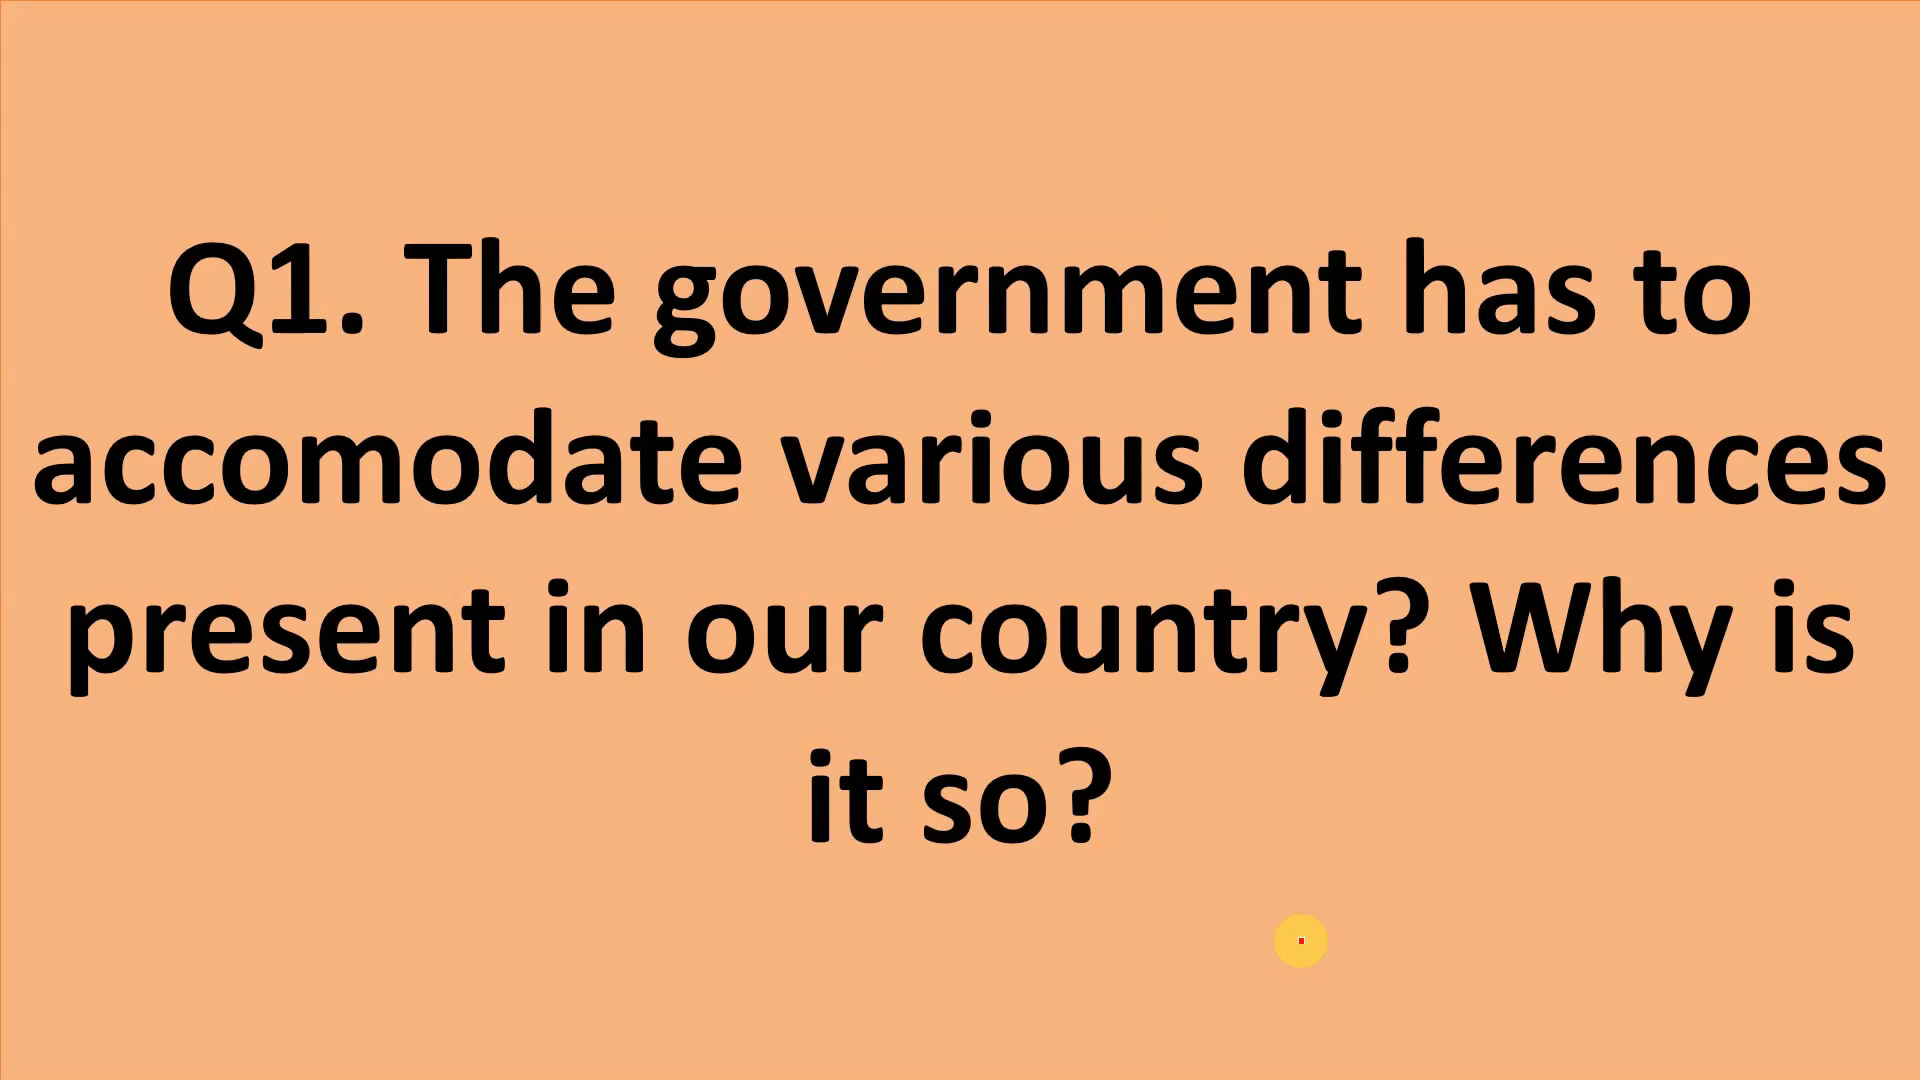 Q1. The government has to
accomodate various differences
present in our country? Why is
it so?